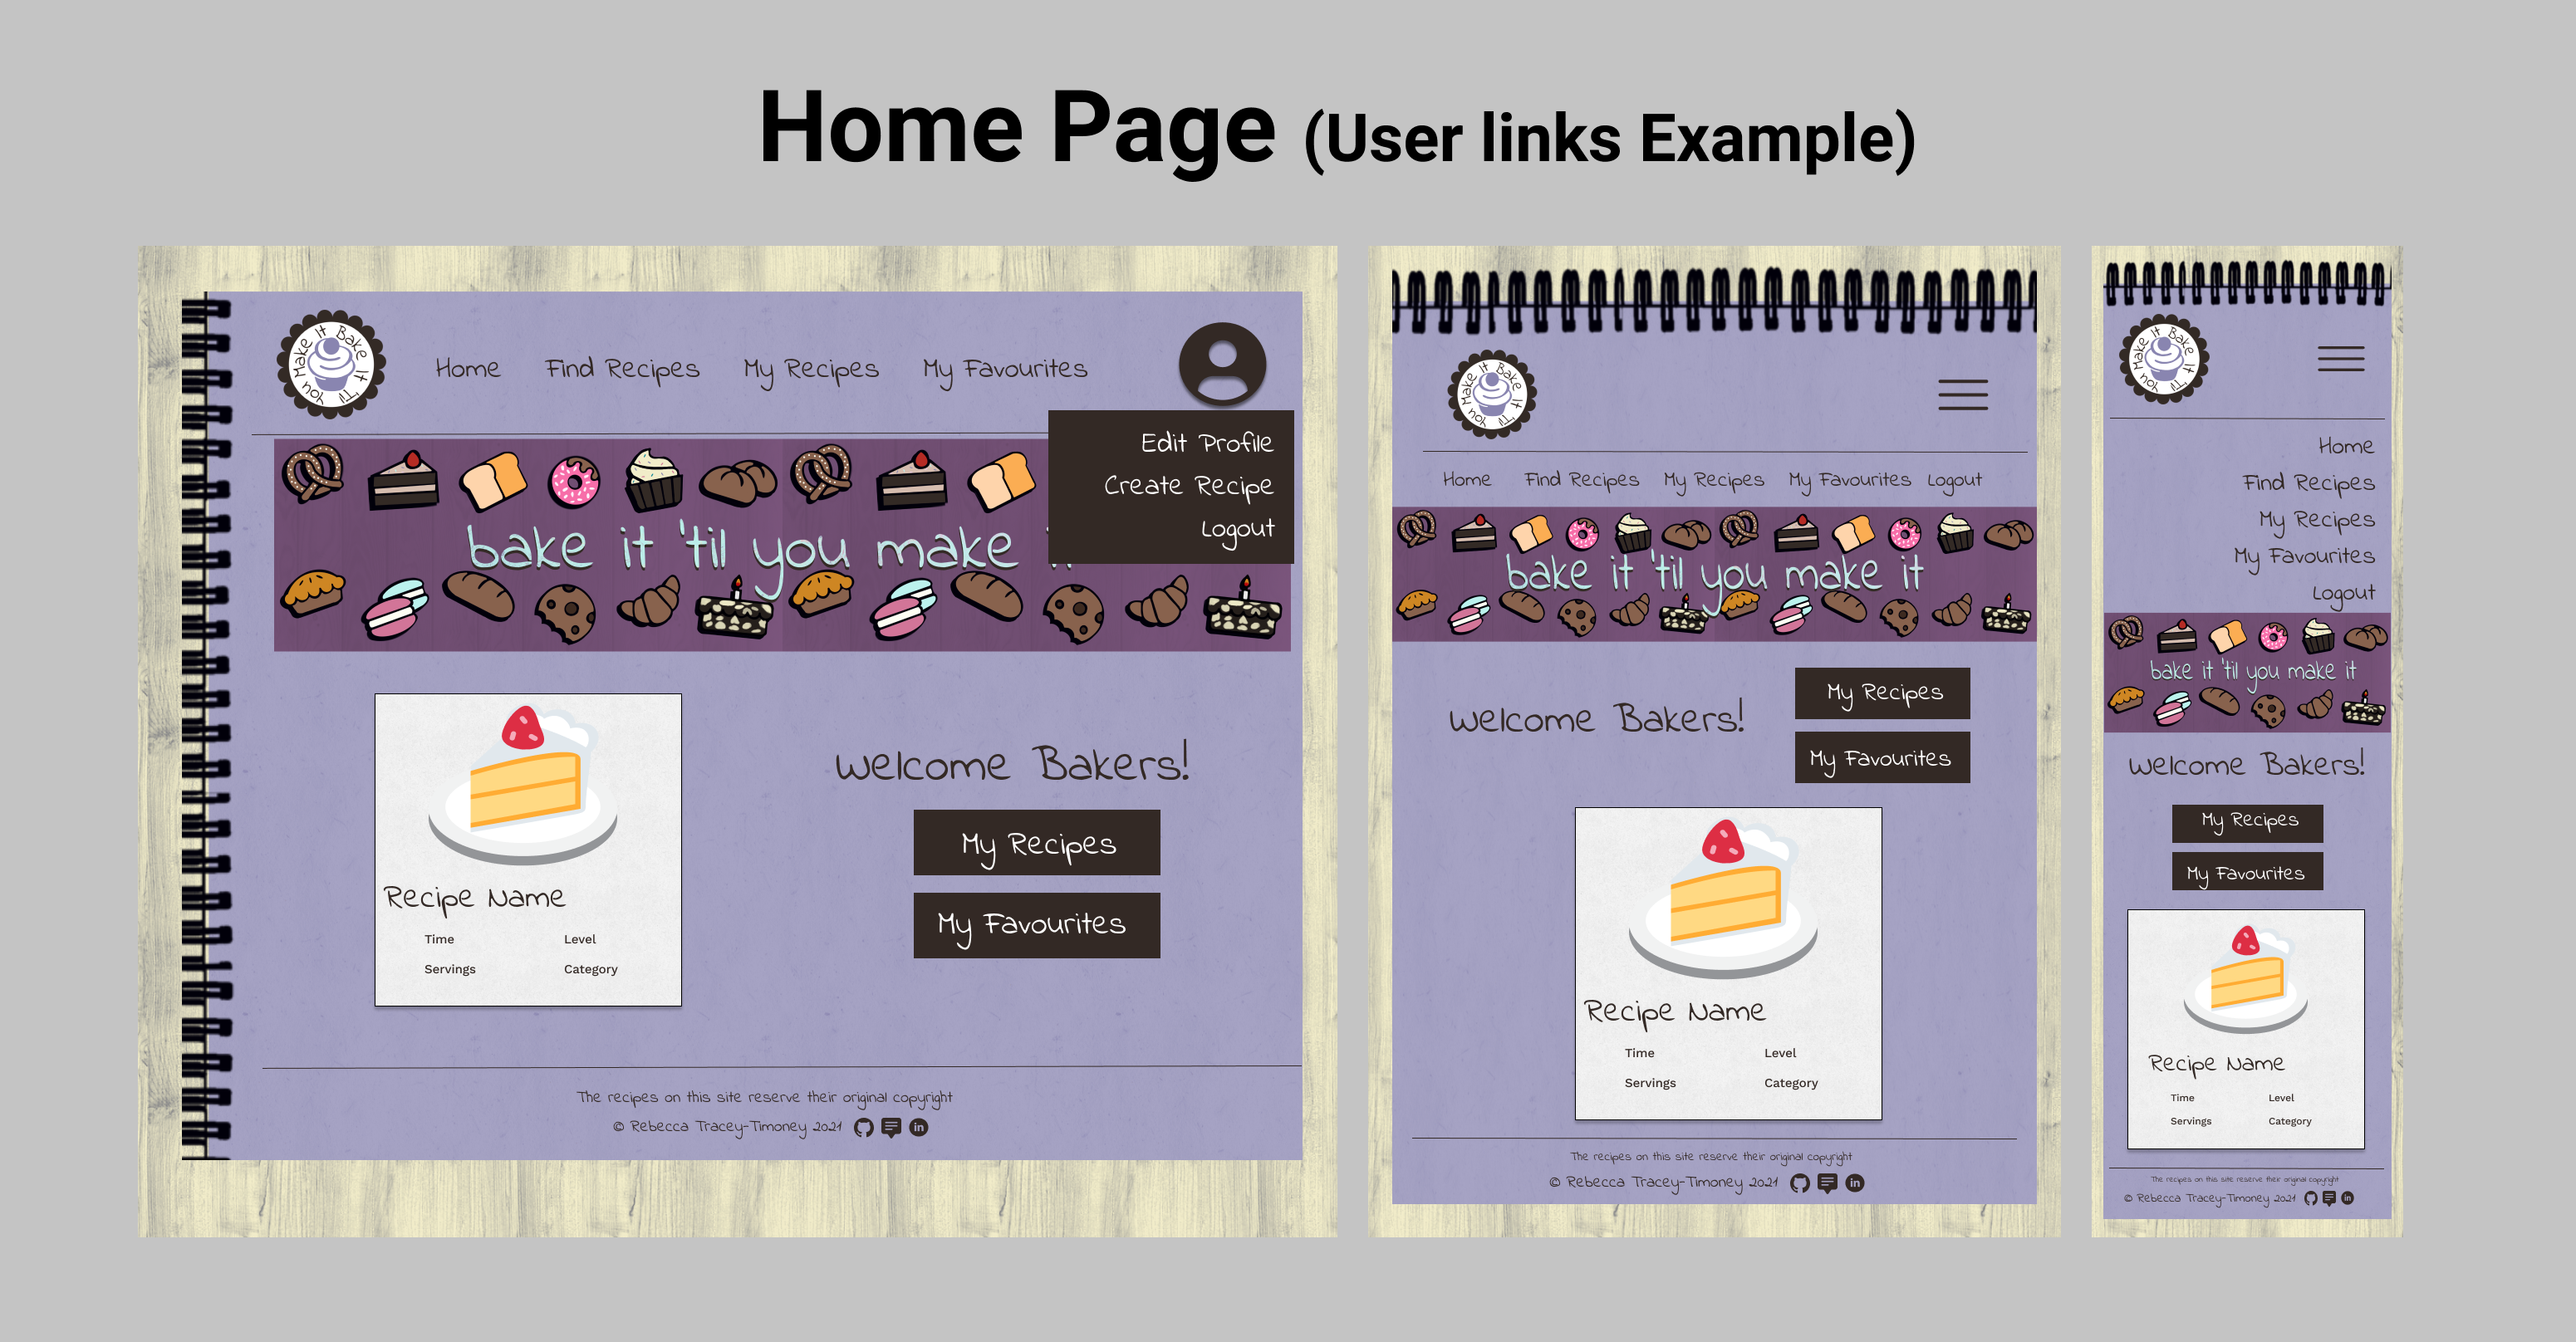 Home Page (User links Example)
Bake It 'Til You Make It
Home Find Recipes My Recipes My Favourites
Edit Profile
Create Recipe
Logout
bake it 'til you make i
Recipe Name
Time Level
Servings Category
Welcome Bakers!
My Recipes
My Favourites
The recipes on this site reserve their original copyright
© Rebecca Tracey-Timoney 2021 in
Bake It 'Til You Make It
Home Find Recipes My Recipes My Favourites Logout
bake it 'til you make it
Welcome Bakers!
My Recipes
My Favourites
Recipe Name
Time Level
Servings Category
The recipes on this site reserve their original copyright
© Rebecca Tracey-Timoney 2021 in
Bake It 'Til You Make It
Home
Find Recipes
My Recipes
My Favourites
Logout
bake it 'til you make it
Welcome Bakers!
My Recipes
My Favourites
Recipe Name
Time Level
Servings Category
The recipes on this site reserve their original copyright
© Rebecca Tracey-Timoney 2021 in